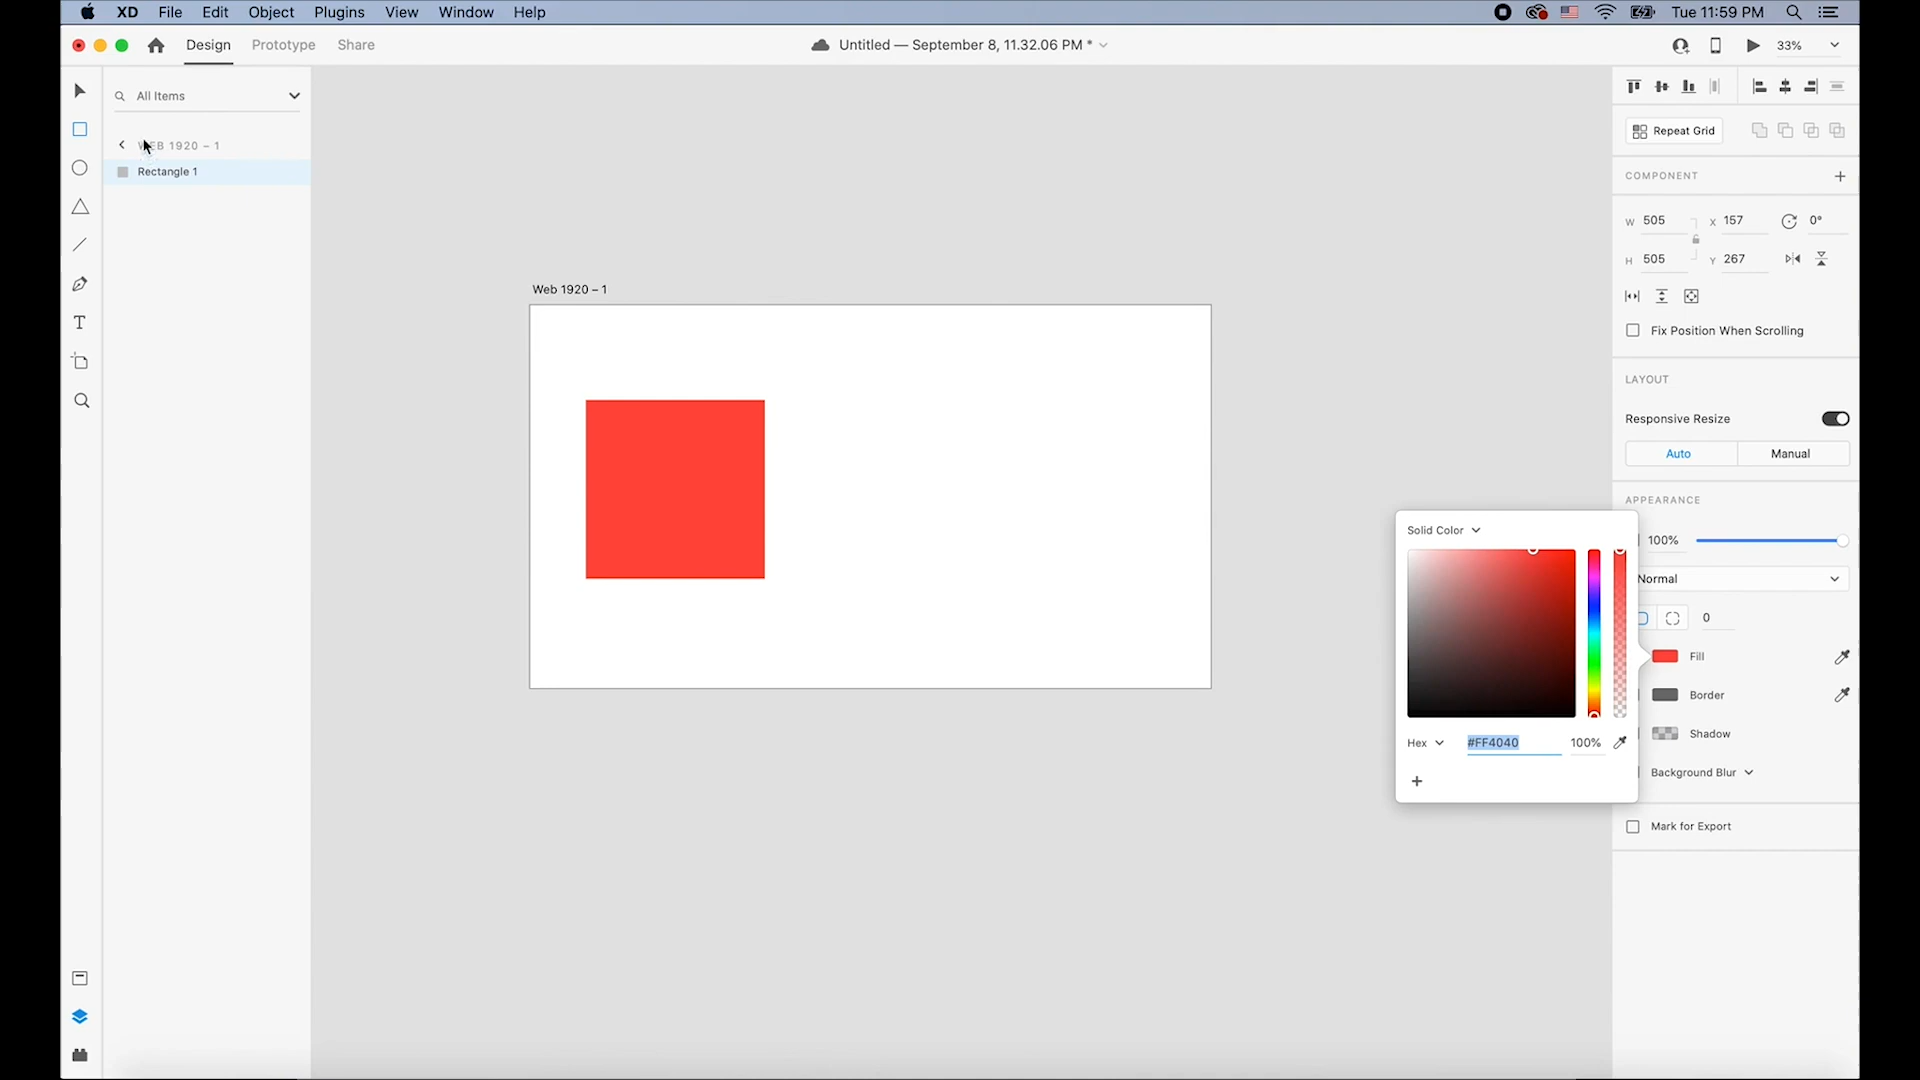 XD File Edit Object Plugins View Window Help Tue 11:59 PM
Design Prototype Share Untitled — September 8, 11.32.06 PM * 33%
All Items
Repeat Grid
EB 1920 – 1
Rectangle 1
COMPONENT
W 505 X 157 0°
H 505 Y 267
Web 1920 – 1
Fix Position When Scrolling
LAYOUT
Responsive Resize
Auto Manual
APPEARANCE
Solid Color
100%
Normal
0
Fill
Border
Shadow
Hex #FF4040 100%
Background Blur
Mark for Export